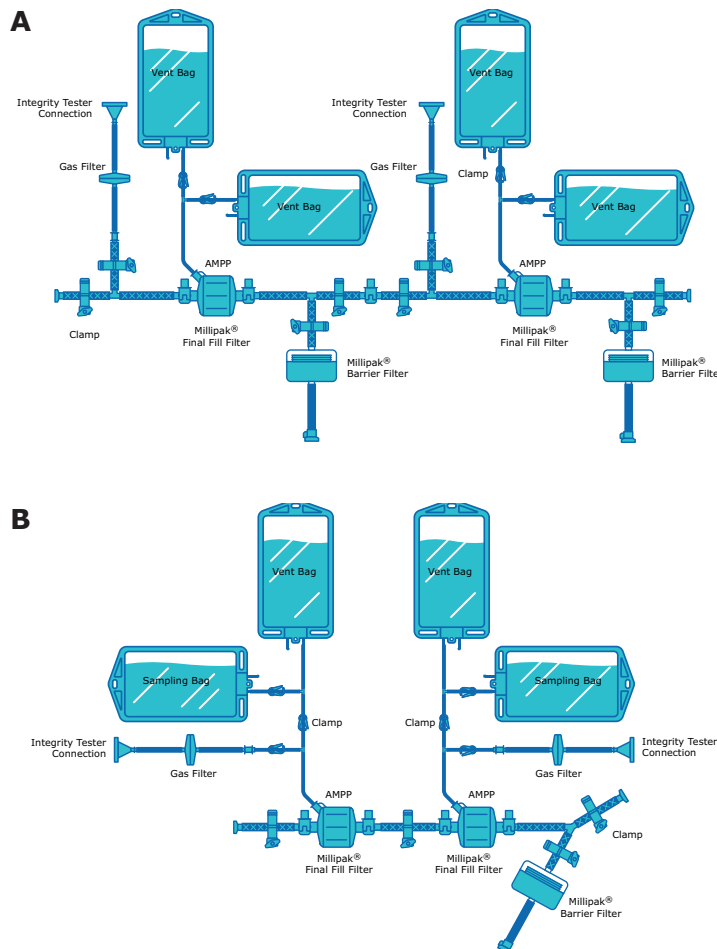 A
Vent Bag
Vent Bag
Integrity Tester
Connection
Integrity Tester
Connection
Gas Filter
Gas Filter
Clamp
Vent Bag
Vent Bag
AMPP
AMPP
Clamp
Millipak®
Final Fill Filter
Millipak®
Final Fill Filter
Millipak®
Barrier Filter
Millipak®
Barrier Filter
B
Vent Bag
Vent Bag
Sampling Bag
Sampling Bag
Clamp
Clamp
Integrity Tester
Connection
Integrity Tester
Connection
Gas Filter
Gas Filter
AMPP
AMPP
Clamp
Millipak®
Final Fill Filter
Millipak®
Final Fill Filter
Millipak®
Barrier Filter